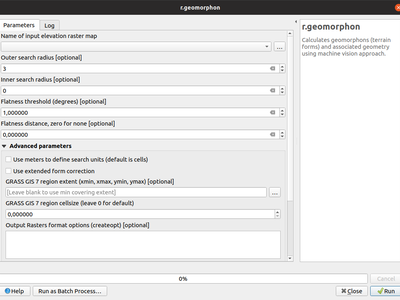 r.geomorphon
Parameters
Log
Name of input elevation raster map
...
Outer search radius [optional]
3
Inner search radius [optional]
0
Flatness threshold (degrees) [optional]
1,000000
Flatness distance, zero for none [optional]
0,000000
Advanced parameters
Use meters to define search units (default is cells)
Use extended form correction
GRASS GIS 7 region extent (xmin, xmax, ymin, ymax) [optional]
[Leave blank to use min covering extent]
...
GRASS GIS 7 region cellsize (leave 0 for default)
0,000000
Output Rasters format options (createopt) [optional]
r.geomorphon
Calculates geomorphons (terrain
forms) and associated geometry
using machine vision approach.
0%
Cancel
Help
Run as Batch Process...
Close
Run